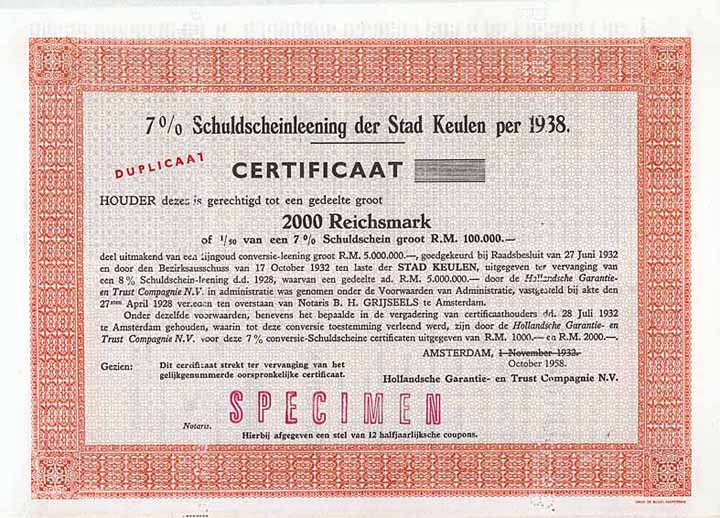 7% Schuldscheinleening der Stad Keulen per 1938.
DUPLICAAT
CERTIFICAAT
HOUDER dezes is gerechtigd tot een gedeelte groot
2000 Reichsmark
of 1/50 van een 7% Schuldschein groot R.M. 100.000.—
deel uitmakend van een fijngoud conversie-leening groot R.M. 5.000.000.—, goedgekeurd bij Raadsbesluit van 27 Juni 1932
en door den Bezirksausschuss van 17 October 1932 ten laste der STAD KEULEN, uitgegeven ter vervanging van
een 8% Schuldschein-leening d.d. 1928, waarvan een gedeelte ad. R.M. 5.000.000.— door de Hollandsche Garantie-
en Trust Compagnie N.V. in administratie was genomen onder de Voorwaarden van Administratie, vastgesteld bij akte den
27sten April 1928 verleden ten overstaan van Notaris B. H. GRIJSEELS te Amsterdam.
Onder dezelfde voorwaarden, benevens het bepaalde in de vergadering van certificaathouders dd. 28 Juli 1932
te Amsterdam gehouden, waarin tot deze conversie toestemming verleend werd, zijn door de Hollandsche Garantie- en
Trust Compagnie N.V. voor deze 7% conversie-Schuldscheine certificaten uitgegeven van R.M. 1000.— en R.M. 2000.—.
AMSTERDAM, 1 November 1932.
October 1958.
Gezien:
Dit certificaat strekt ter vervanging van het
gelijkgenummerde oorspronkelijke certificaat.
Hollandsche Garantie- en Trust Compagnie N.V.
SPECIMEN
Notaris.
Hierbij afgegeven een stel van 12 halfjaarlijksche coupons.